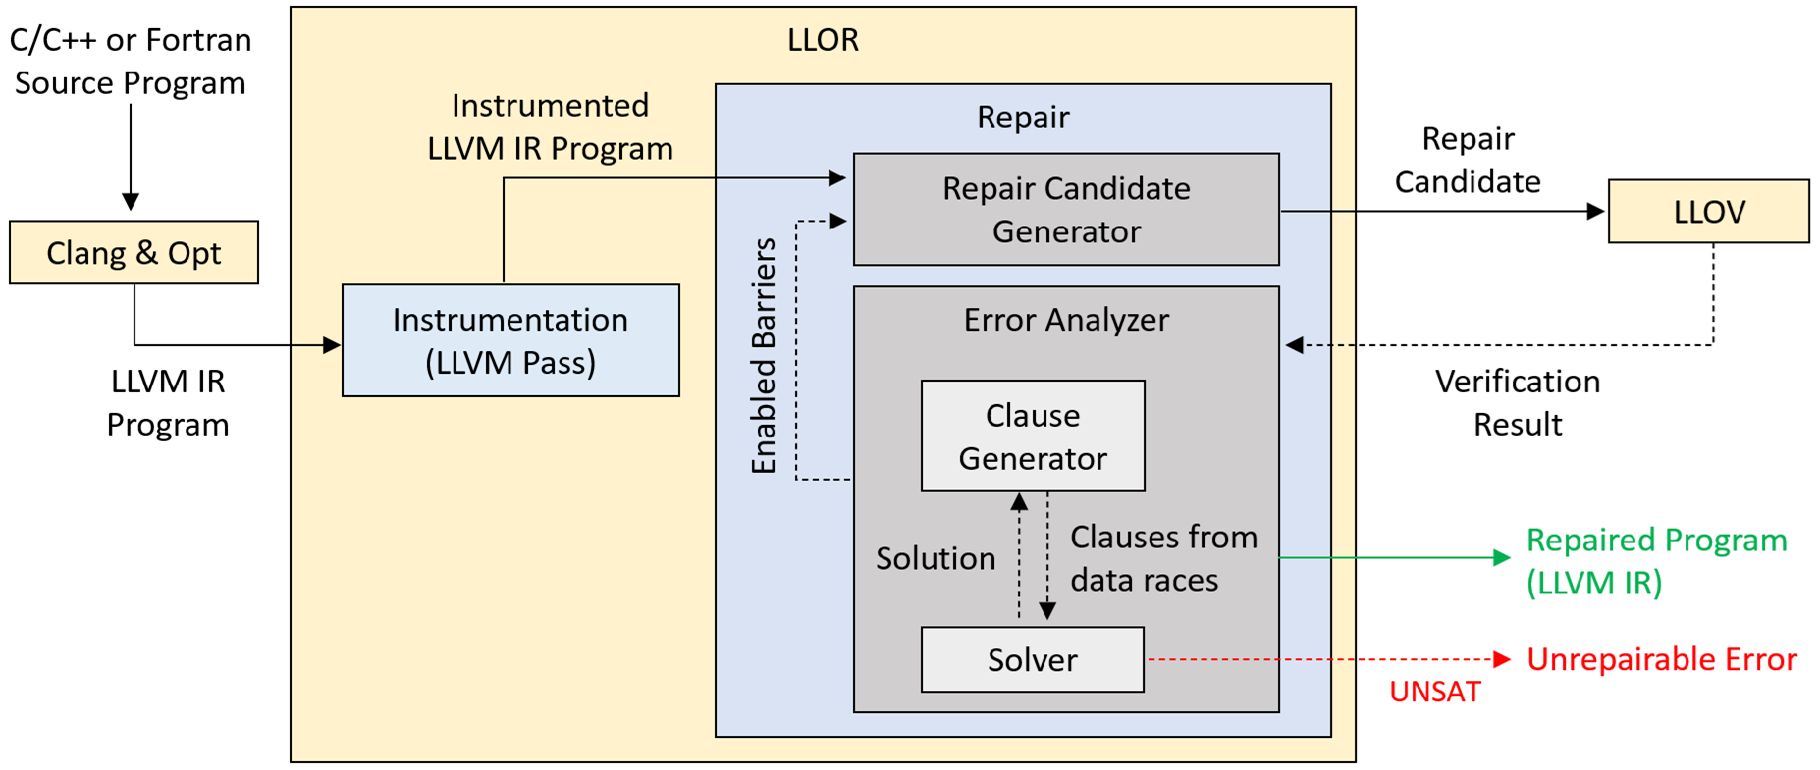 C/C++ or Fortran
Source Program
Clang & Opt
LLVM IR
Program
LLOR
Instrumentation
(LLVM Pass)
Instrumented
LLVM IR Program
Repair
Repair Candidate
Generator
Enabled Barriers
Error Analyzer
Clause
Generator
Solution
Clauses from
data races
Solver
Repair
Candidate
LLOV
Verification
Result
Repaired Program
(LLVM IR)
Unrepairable Error
UNSAT